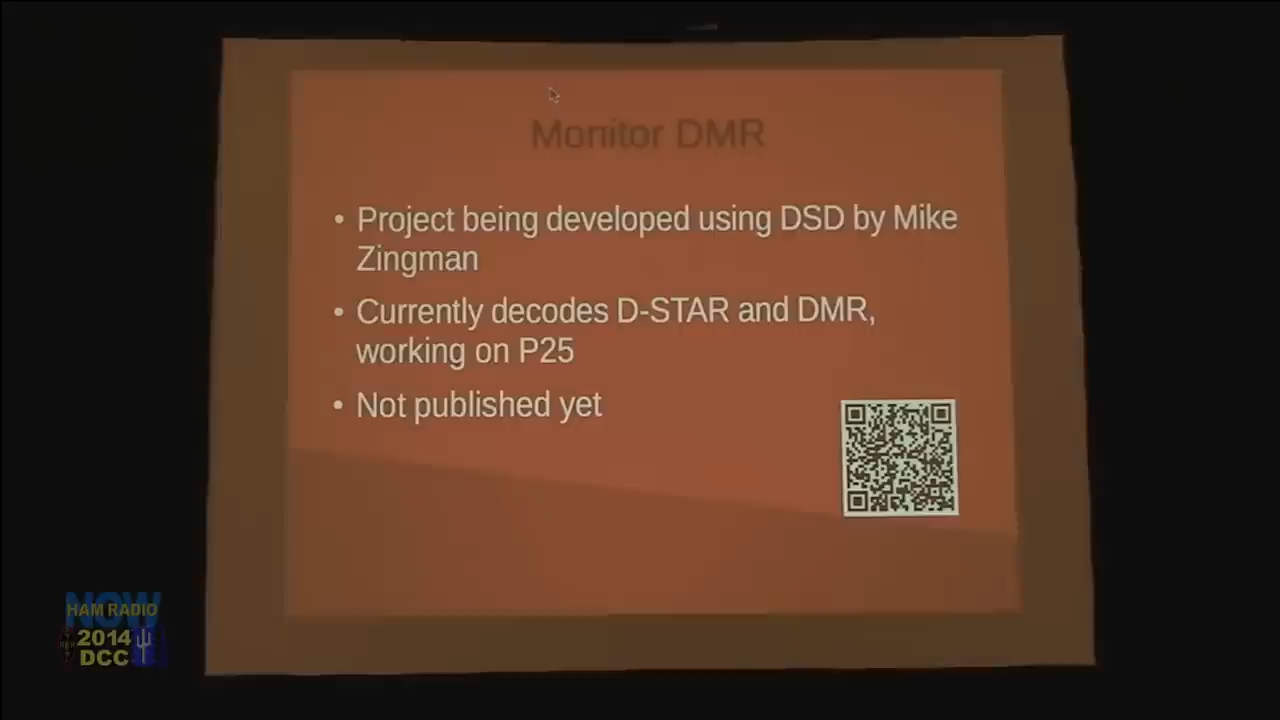 Monitor DMR
• Project being developed using DSD by Mike
Zingman
• Currently decodes D-STAR and DMR,
working on P25
• Not published yet
NOW
HAM RADIO
2014
DCC